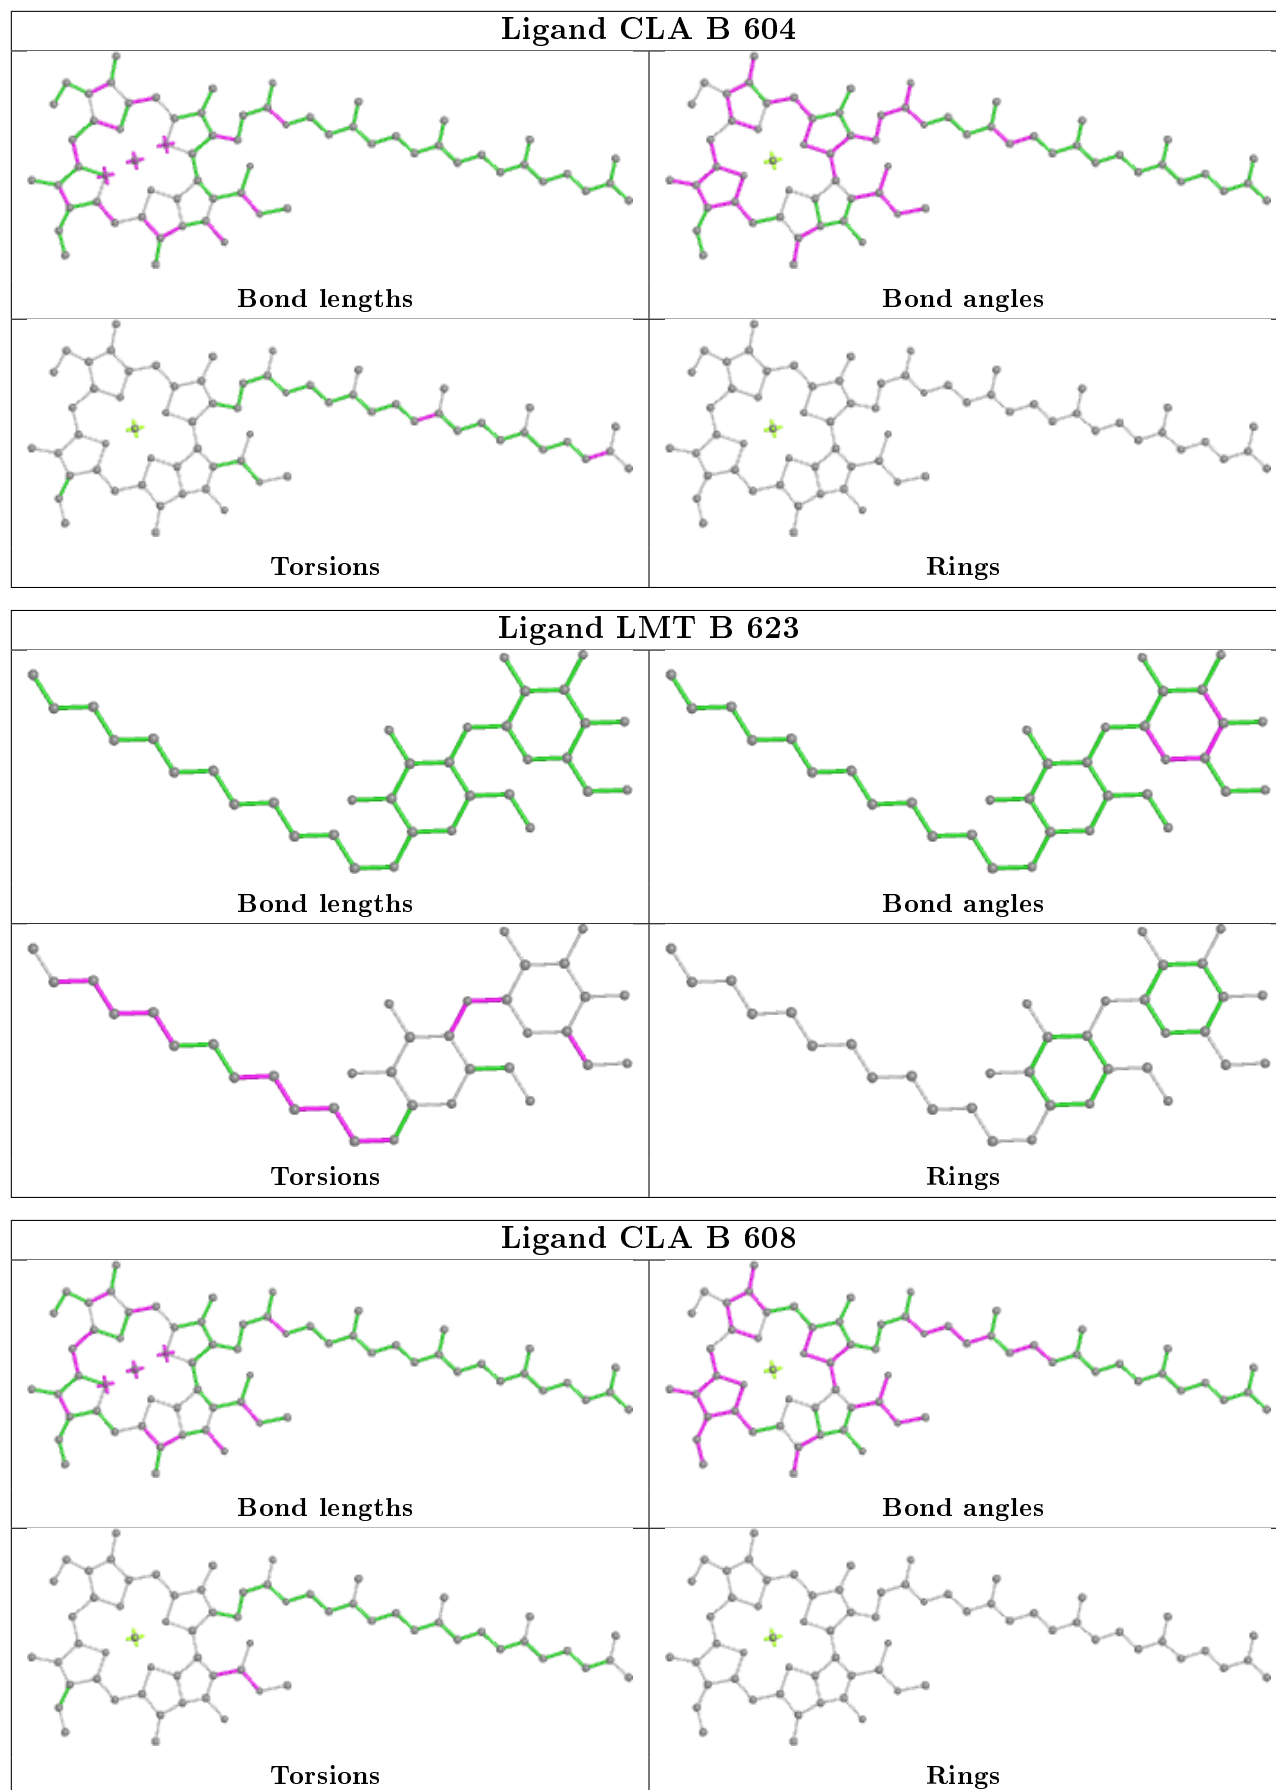 Ligand CLA B 604
Bond lengths
Bond angles
Torsions
Rings
Ligand LMT B 623
Bond lengths
Bond angles
Torsions
Rings
Ligand CLA B 608
Bond lengths
Bond angles
Torsions
Rings